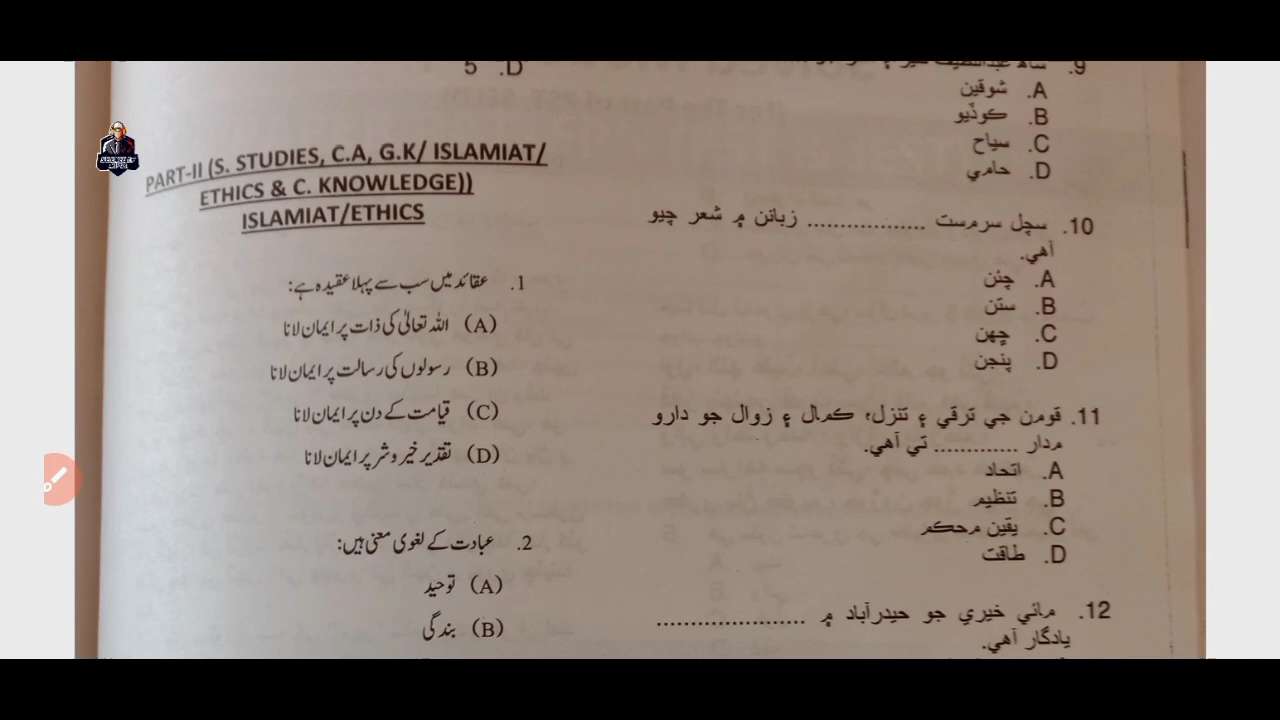 9. شاھ عبداللطيف
A. شوقين
B. ڪوڏيو
C. سياح
D. حامي
10. سچل سرمست .................. زبانن ۾ شعر چيو
آهي.
A. چئن
B. ستن
C. ڇهن
D. پنجن
11. قومن جي ترقي ۽ تنزل؛ ڪمال ۽ زوال جو دارو
مدار ............. تي آهي.
A. اتحاد
B. تنظيم
C. يقين محڪم
D. طاقت
12. مائي خيري جو حيدرآباد ۾ ......................
يادگار آهي.
D. 5
PART-II (S. STUDIES, C.A, G.K/ ISLAMIAT/
ETHICS & C. KNOWLEDGE))
ISLAMIAT/ETHICS
1. عقائد میں سب سے پہلا عقیدہ ہے:
(A) اللہ تعالیٰ کی ذات پر ایمان لانا
(B) رسولوں کی رسالت پر ایمان لانا
(C) قیامت کے دن پر ایمان لانا
(D) تقدیر خیر و شر پر ایمان لانا
2. عبادت کے لغوی معنی ہیں:
(A) توحید
(B) بندگی